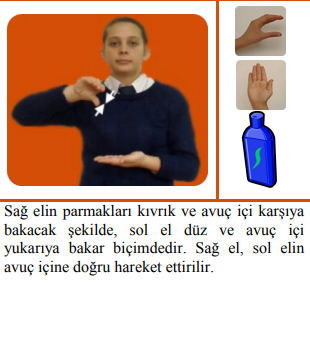 Sağ elin parmakları kıvrık ve avuç içi karşıya
bakacak şekilde, sol el düz ve avuç içi
yukarıya bakar biçimdedir. Sağ el, sol elin
avuç içine doğru hareket ettirilir.